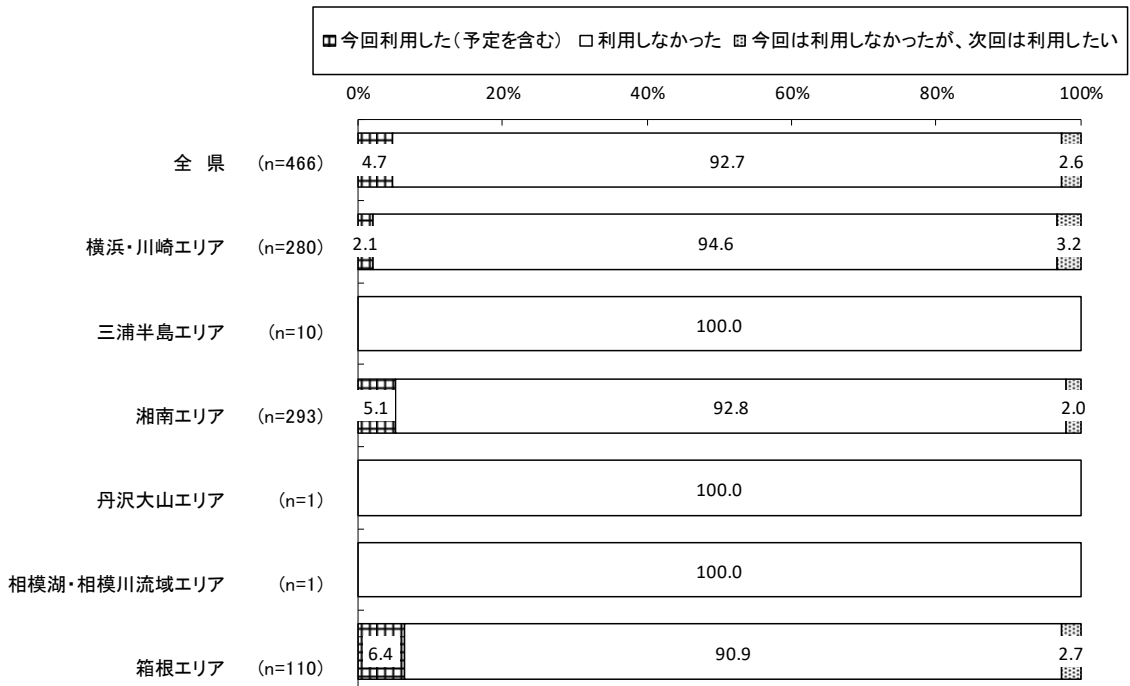 今回利用した(予定を含む) 利用しなかった 今回は利用しなかったが、次回は利用したい
0% 20% 40% 60% 80% 100%
全 県 (n=466) 4.7 92.7 2.6
横浜・川崎エリア (n=280) 2.1 94.6 3.2
三浦半島エリア (n=10) 100.0
湘南エリア (n=293) 5.1 92.8 2.0
丹沢大山エリア (n=1) 100.0
相模湖・相模川流域エリア (n=1) 100.0
箱根エリア (n=110) 6.4 90.9 2.7